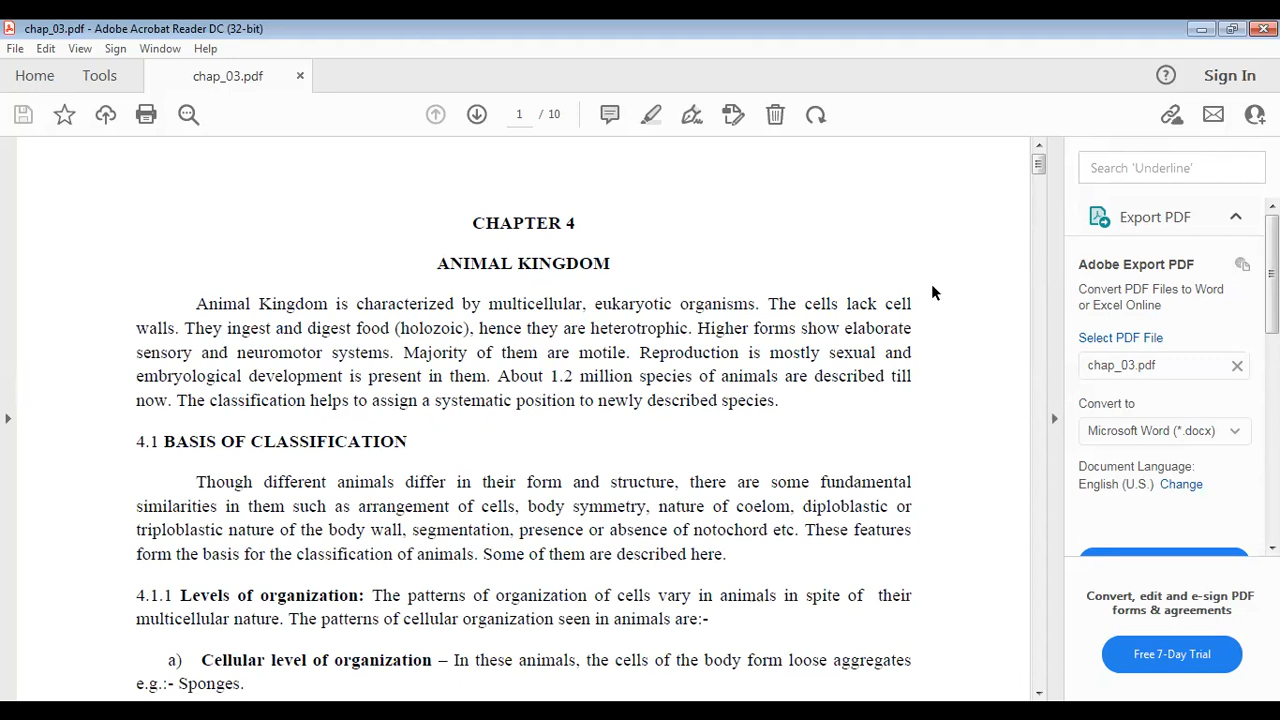 chap_03.pdf - Adobe Acrobat Reader DC (32-bit)
File Edit View Sign Window Help
Home Tools chap_03.pdf × Sign In
1 / 10
Search 'Underline'
Export PDF
Adobe Export PDF
Convert PDF Files to Word
or Excel Online
Select PDF File
chap_03.pdf
Convert to
Microsoft Word (*.docx)
Document Language:
English (U.S.) Change
Convert, edit and e-sign PDF
forms & agreements
Free 7-Day Trial
CHAPTER 4
ANIMAL KINGDOM
Animal Kingdom is characterized by multicellular, eukaryotic organisms. The cells lack cell
walls. They ingest and digest food (holozoic), hence they are heterotrophic. Higher forms show elaborate
sensory and neuromotor systems. Majority of them are motile. Reproduction is mostly sexual and
embryological development is present in them. About 1.2 million species of animals are described till
now. The classification helps to assign a systematic position to newly described species.
4.1 BASIS OF CLASSIFICATION
Though different animals differ in their form and structure, there are some fundamental
similarities in them such as arrangement of cells, body symmetry, nature of coelom, diploblastic or
triploblastic nature of the body wall, segmentation, presence or absence of notochord etc. These features
form the basis for the classification of animals. Some of them are described here.
4.1.1 Levels of organization: The patterns of organization of cells vary in animals in spite of their
multicellular nature. The patterns of cellular organization seen in animals are:-
a) Cellular level of organization – In these animals, the cells of the body form loose aggregates
e.g.:- Sponges.